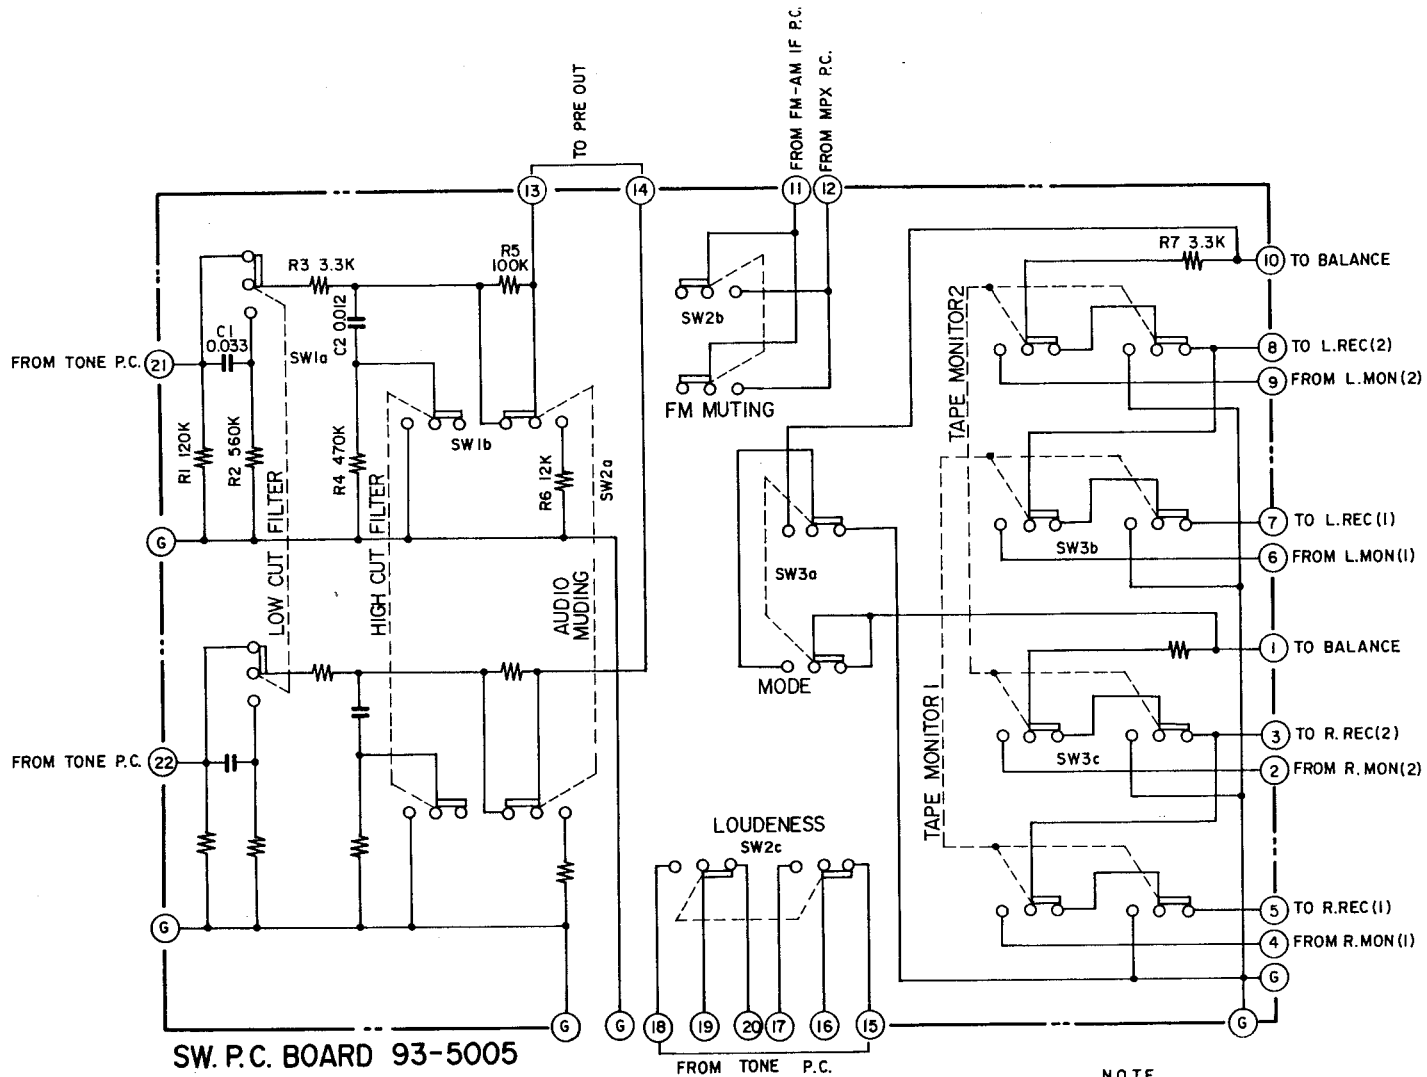 TO PRE OUT
FROM FM-AM IF P.C.
FROM MPX P.C.
13
14
11
12
R3 3.3K
R5
100K
R7 3.3K
10 TO BALANCE
C2 0.012
SW2b
TAPE MONITOR2
C1
0.033
SW1a
FROM TONE P.C. 21
8 TO L.REC(2)
9 FROM L.MON(2)
FM MUTING
R1 120K
R2 560K
R4 470K
SW1b
R6 12K
SW2a
LOW CUT FILTER
HIGH CUT FILTER
AUDIO
MUDING
G
7 TO L.REC(1)
SW3b
6 FROM L.MON(1)
SW3a
1 TO BALANCE
MODE
TAPE MONITOR 1
3 TO R.REC(2)
SW3c
FROM TONE P.C. 22
2 FROM R.MON(2)
LOUDENESS
SW2c
5 TO R.REC(1)
G
4 FROM R.MON(1)
G
G
G
18
19
20
17
16
15
G
SW. P.C. BOARD 93-5005
FROM TONE P.C.
NOTE